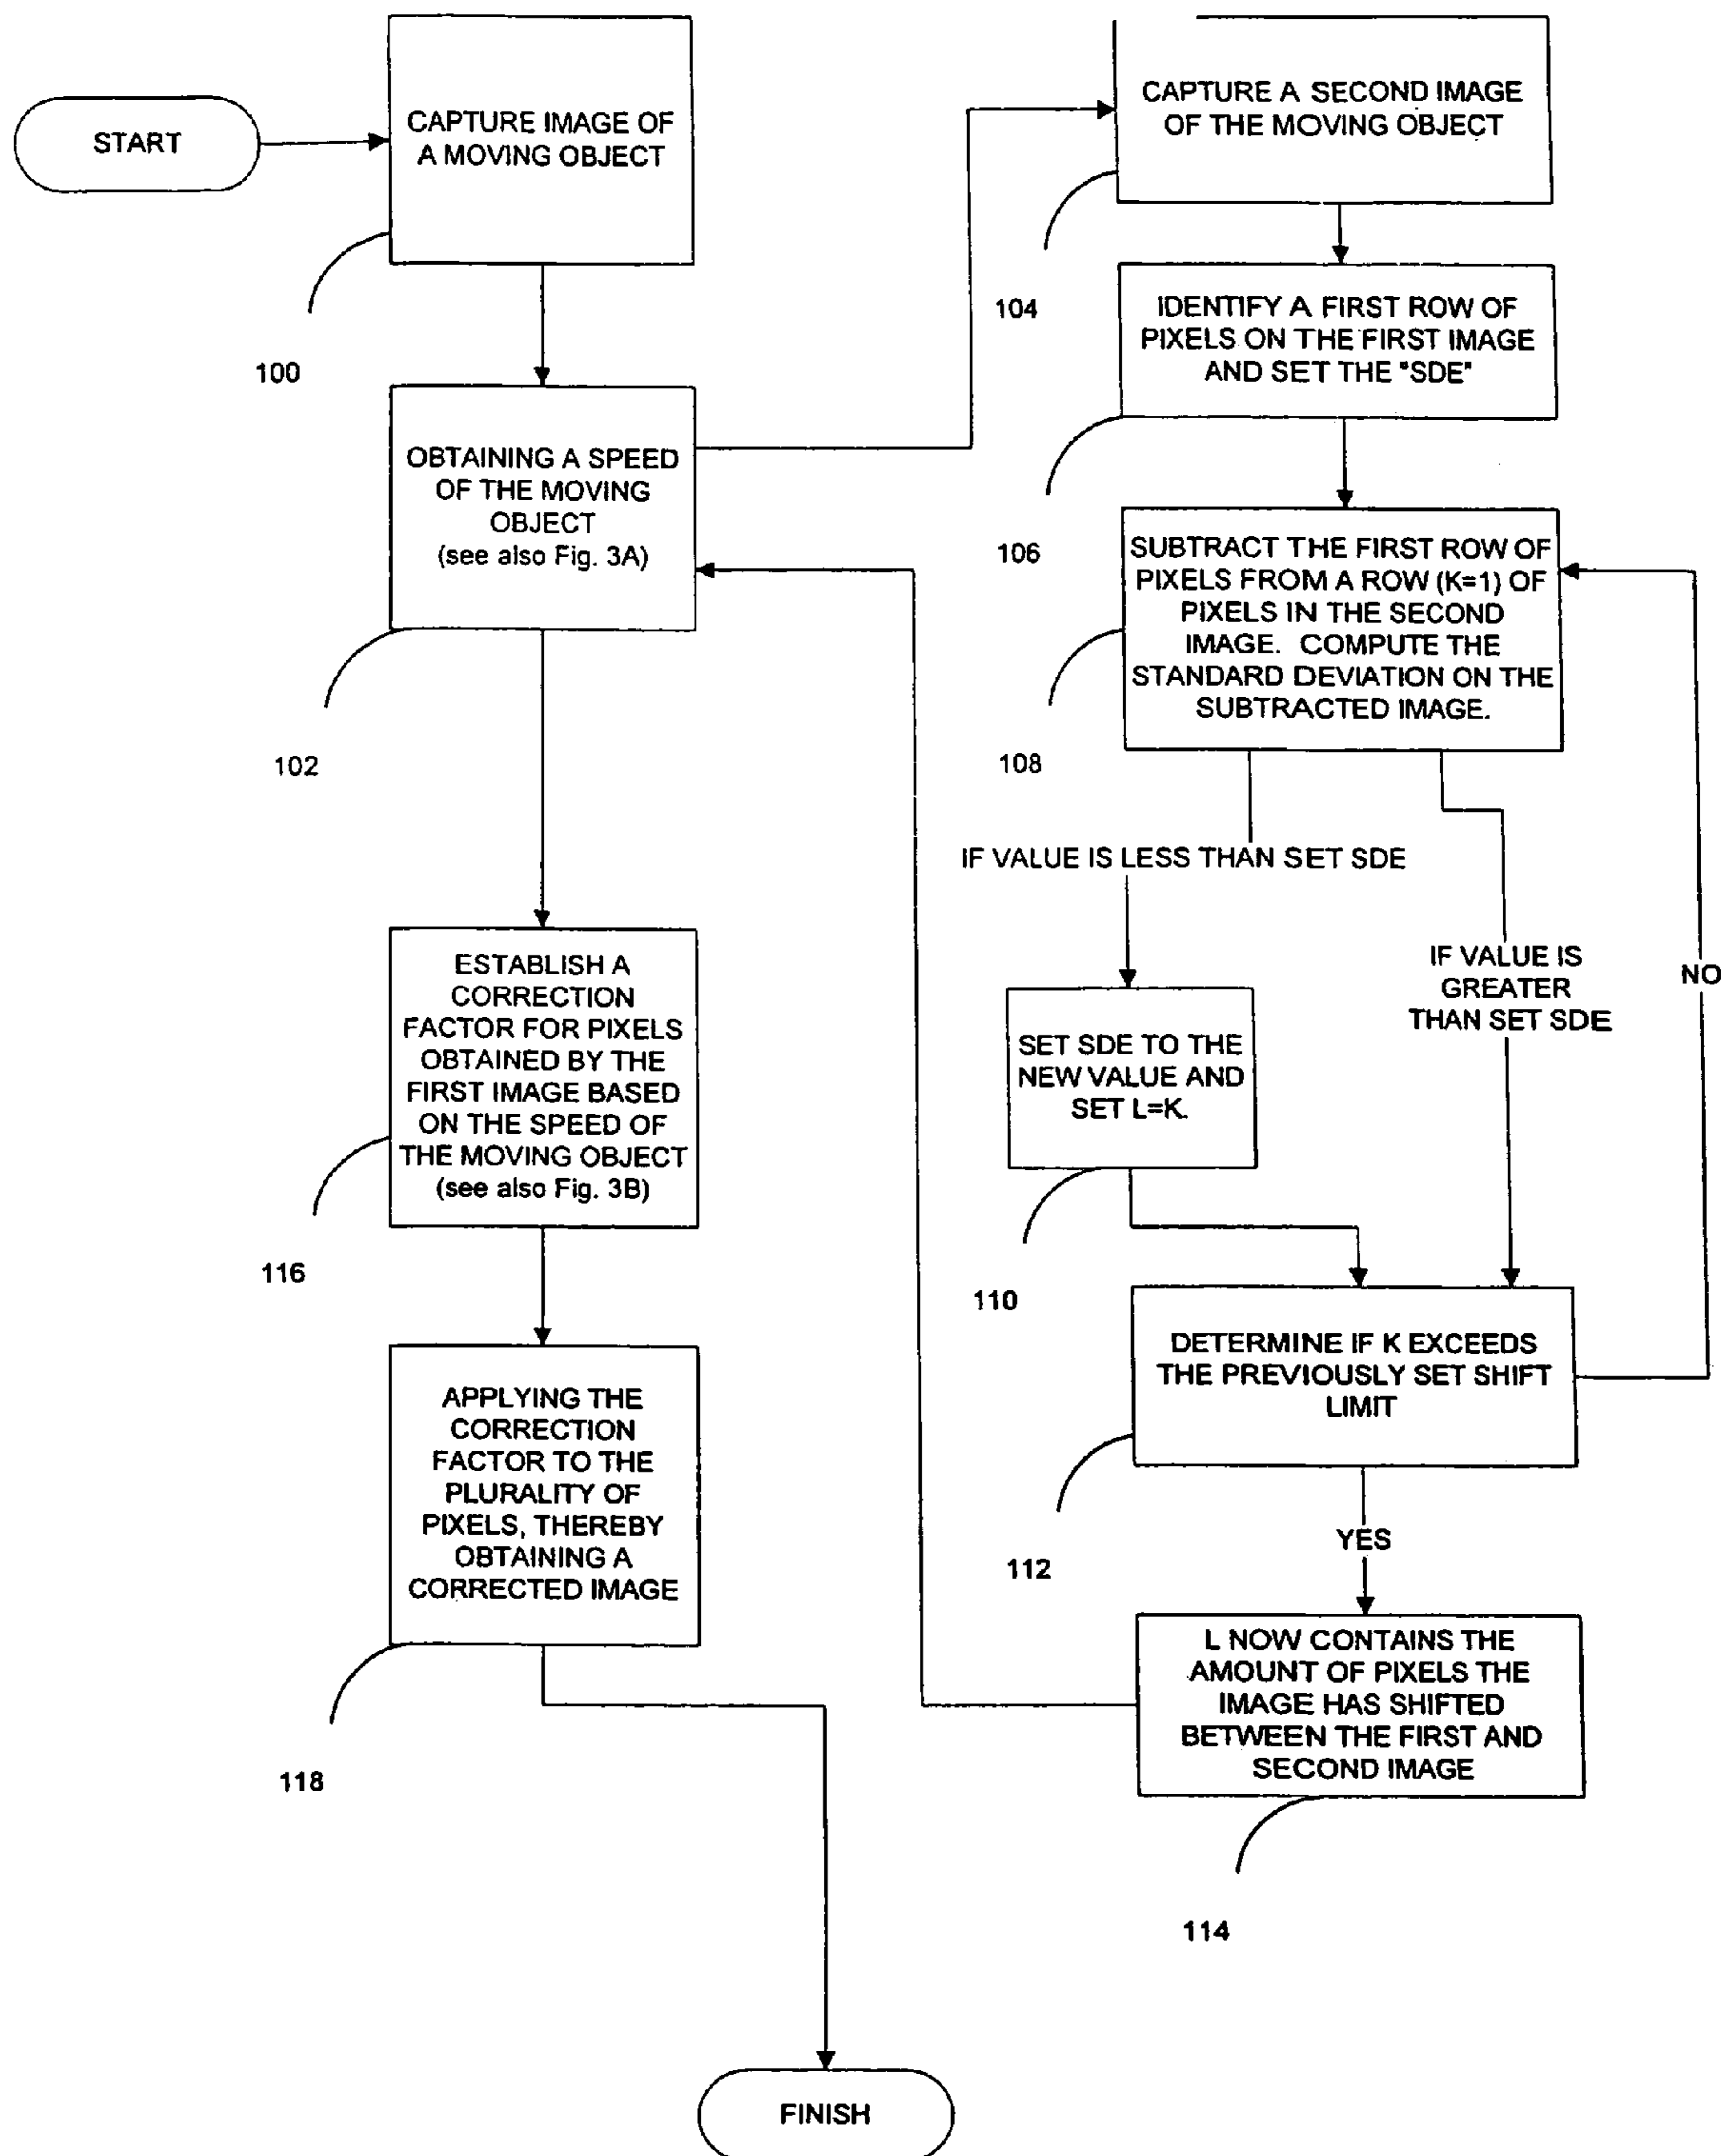 START
CAPTURE IMAGE OF
A MOVING OBJECT
100
OBTAINING A SPEED
OF THE MOVING
OBJECT
(see also Fig. 3A)
102
ESTABLISH A
CORRECTION
FACTOR FOR PIXELS
OBTAINED BY THE
FIRST IMAGE BASED
ON THE SPEED OF
THE MOVING OBJECT
(see also Fig. 3B)
116
APPLYING THE
CORRECTION
FACTOR TO THE
PLURALITY OF
PIXELS, THEREBY
OBTAINING A
CORRECTED IMAGE
118
CAPTURE A SECOND IMAGE
OF THE MOVING OBJECT
104
IDENTIFY A FIRST ROW OF
PIXELS ON THE FIRST IMAGE
AND SET THE "SDE"
106
SUBTRACT THE FIRST ROW OF
PIXELS FROM A ROW (K=1) OF
PIXELS IN THE SECOND
IMAGE. COMPUTE THE
STANDARD DEVIATION ON THE
SUBTRACTED IMAGE.
108
IF VALUE IS LESS THAN SET SDE
IF VALUE IS
GREATER
THAN SET SDE
NO
SET SDE TO THE
NEW VALUE AND
SET L=K.
110
DETERMINE IF K EXCEEDS
THE PREVIOUSLY SET SHIFT
LIMIT
112
YES
L NOW CONTAINS THE
AMOUNT OF PIXELS THE
IMAGE HAS SHIFTED
BETWEEN THE FIRST AND
SECOND IMAGE
114
FINISH